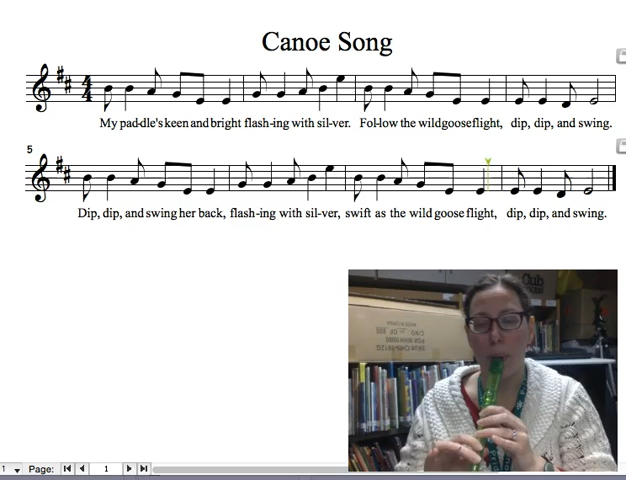 Canoe Song
My pad-dle's keen and bright flash-ing with sil-ver. Fol-low the wild goose flight, dip, dip, and swing.
5
Dip, dip, and swing her back, flash-ing with sil-ver, swift as the wild goose flight, dip, dip, and swing.
Cub
1 Page: 1